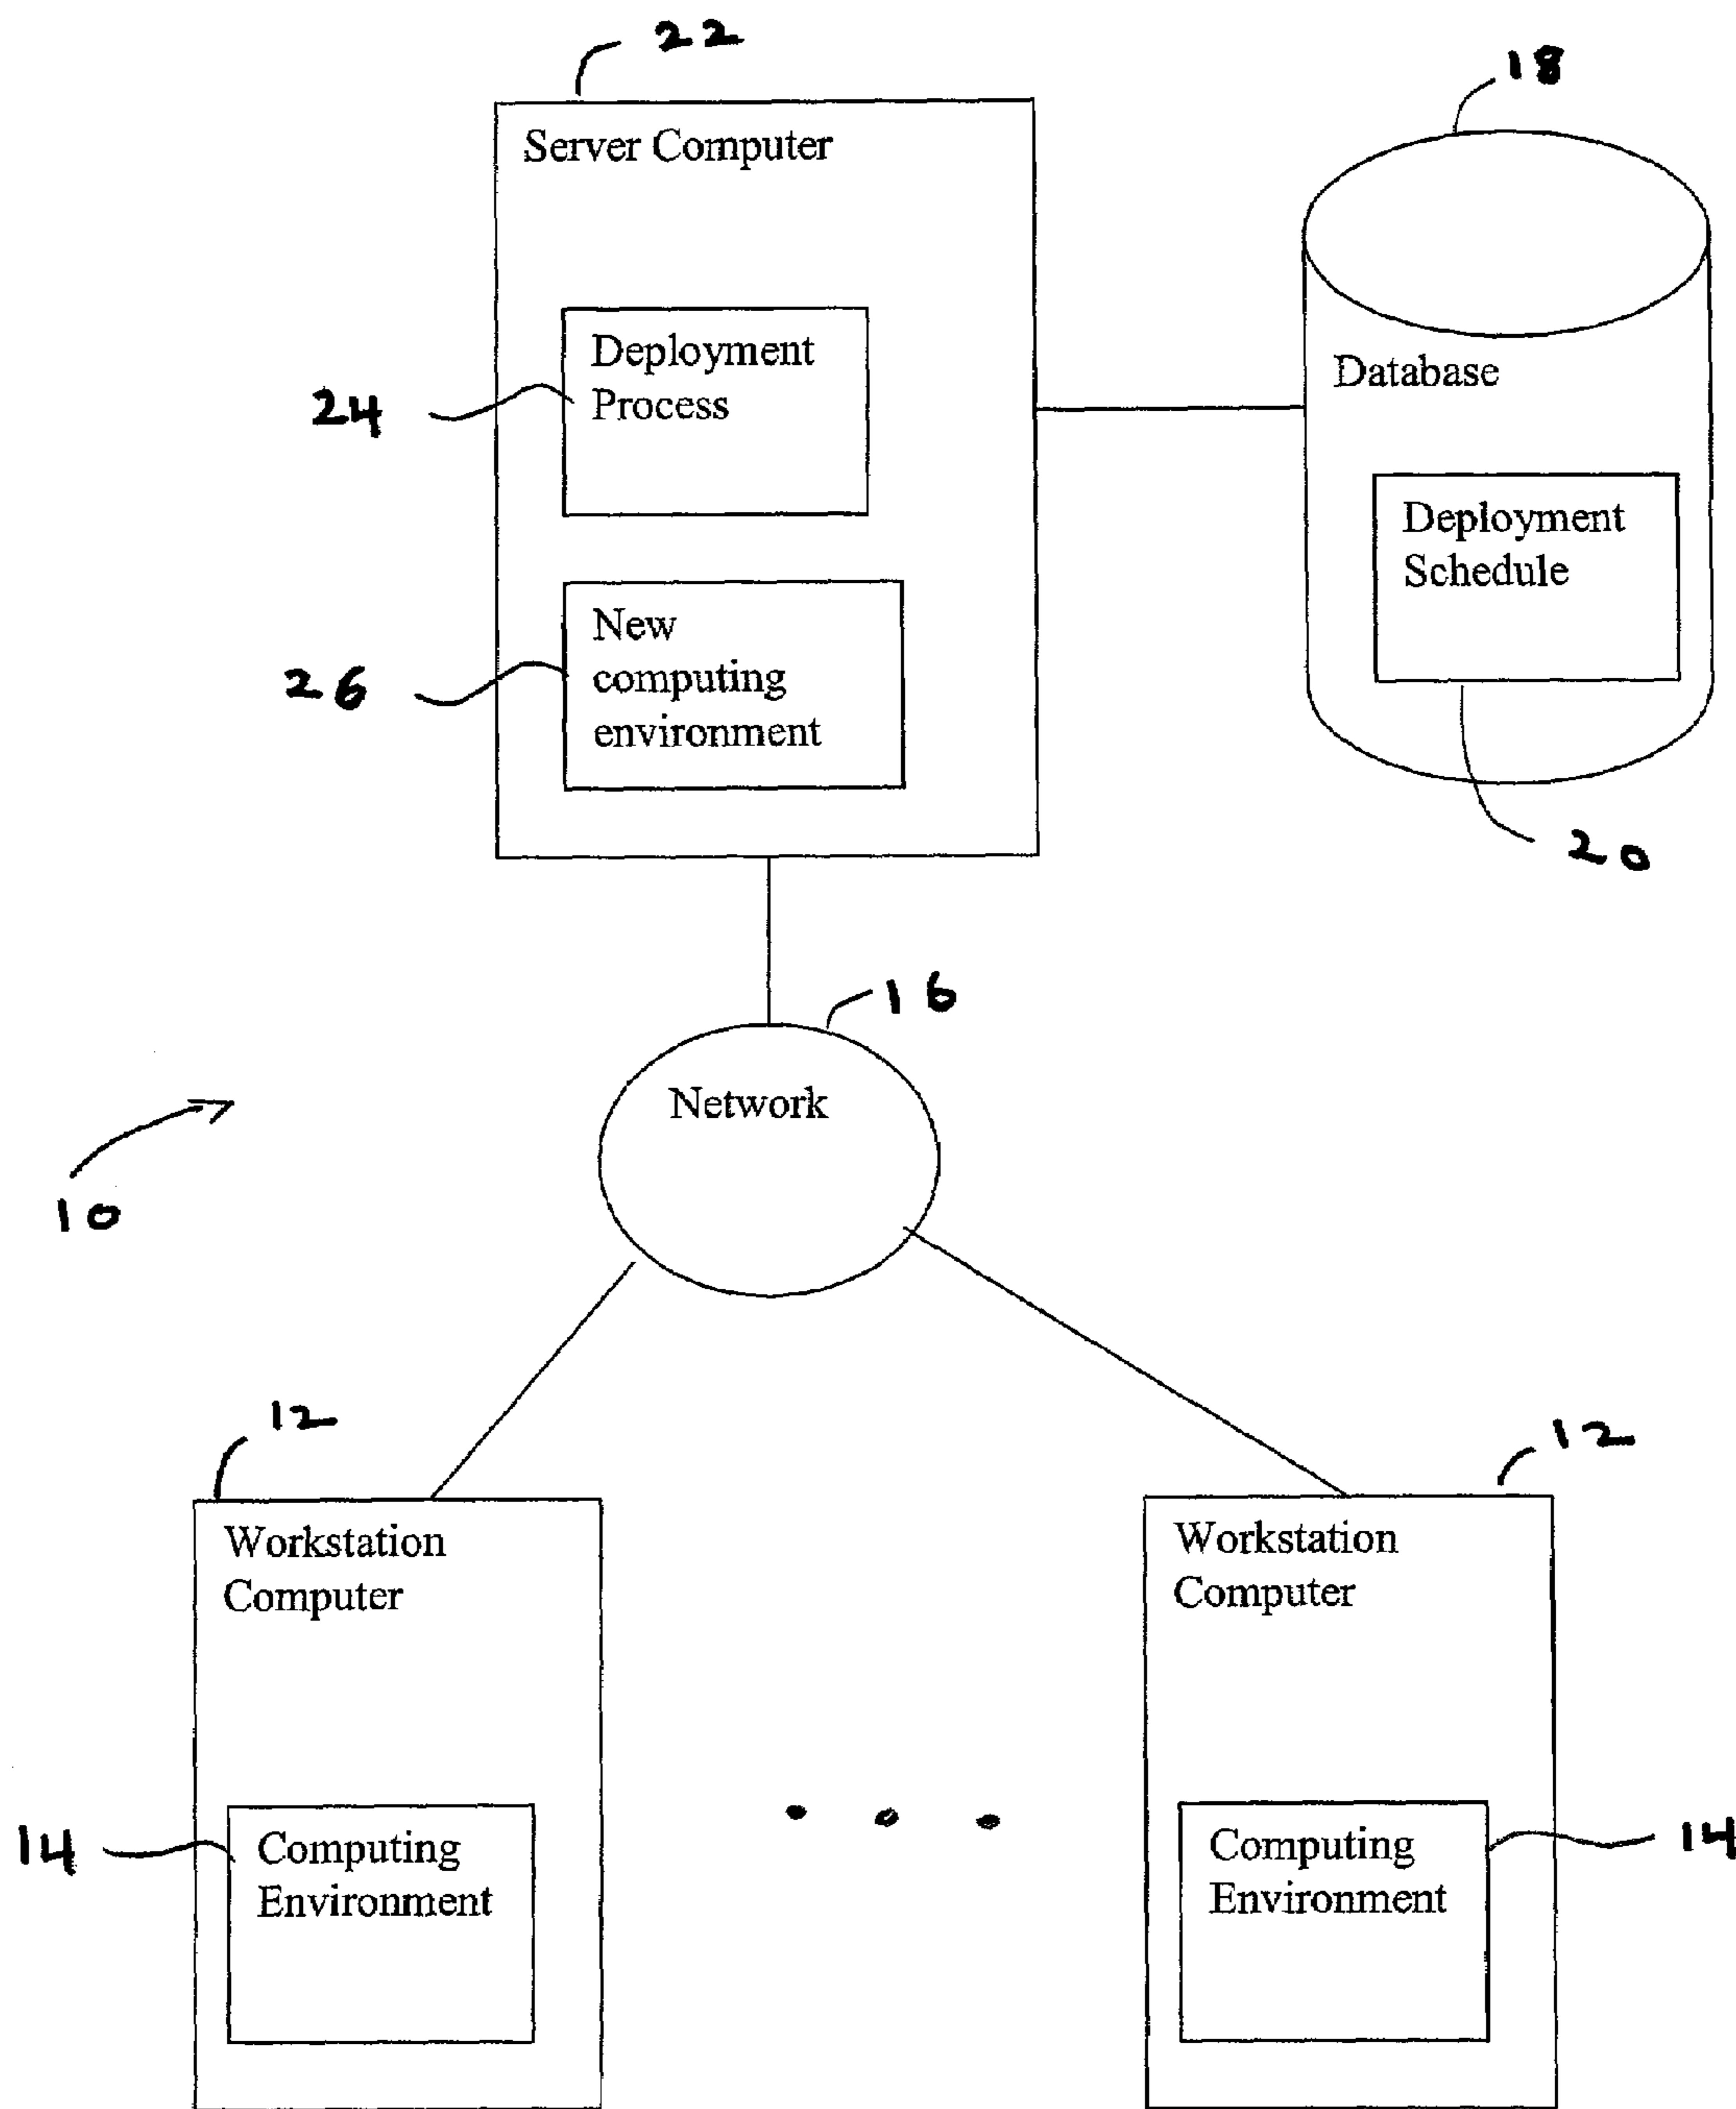 22
18
Server Computer
Deployment
Process
24
Database
Deployment
Schedule
New
computing
environment
26
20
16
Network
10
12
12
Workstation
Computer
Workstation
Computer
14
Computing
Environment
Computing
Environment
14